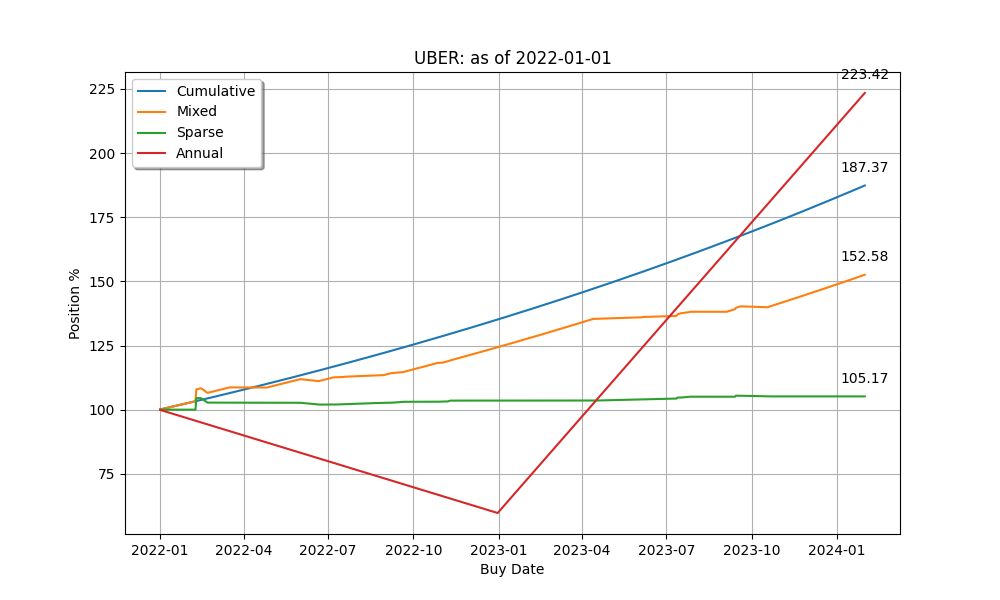 UBER: as of 2022-01-01
Cumulative
Mixed
Sparse
Annual
223.42
187.37
152.58
105.17
Position %
225
200
175
150
125
100
75
2022-01 2022-04 2022-07 2022-10 2023-01 2023-04 2023-07 2023-10 2024-01
Buy Date